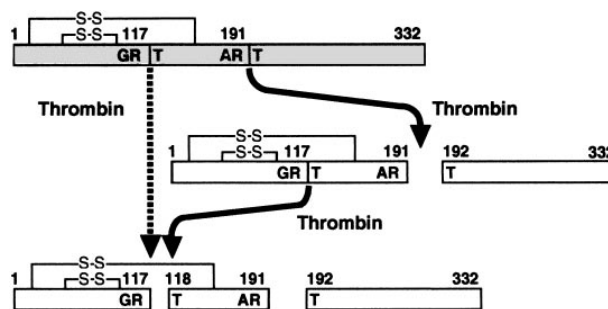 S-S
1 S-S 117 191 332
GR T AR T
Thrombin Thrombin
S-S
1 S-S 117 191 192 332
GR T AR T
Thrombin
S-S
1 S-S 117 118 191 192 332
GR T AR T